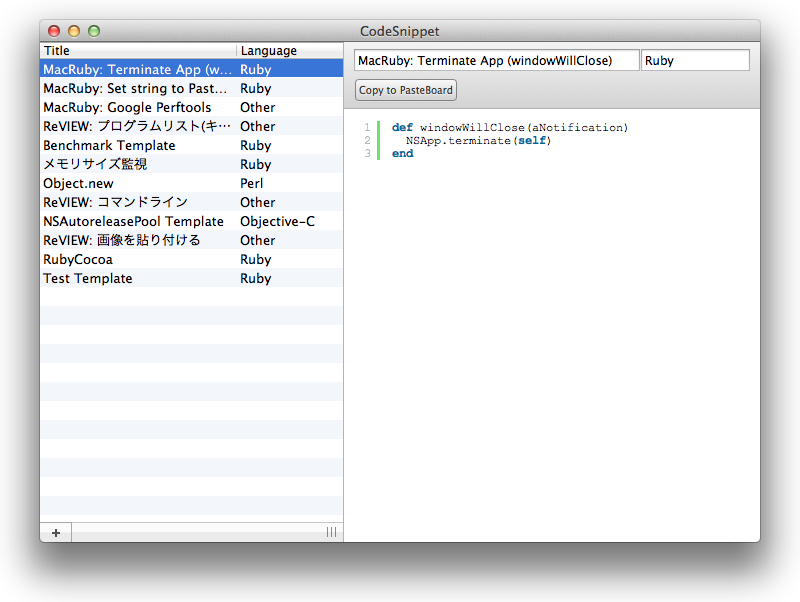 CodeSnippet
Title Language
MacRuby: Terminate App (w... Ruby
MacRuby: Set string to Past... Ruby
MacRuby: Google Perftools Other
ReVIEW: プログラムリスト(キ… Other
Benchmark Template Ruby
メモリサイズ監視 Ruby
Object.new Perl
ReVIEW: コマンドライン Other
NSAutoreleasePool Template Objective-C
ReVIEW: 画像を貼り付ける Other
RubyCocoa Ruby
Test Template Ruby
+
MacRuby: Terminate App (windowWillClose) Ruby
Copy to PasteBoard
1 def windowWillClose(aNotification)
2 NSApp.terminate(self)
3 end